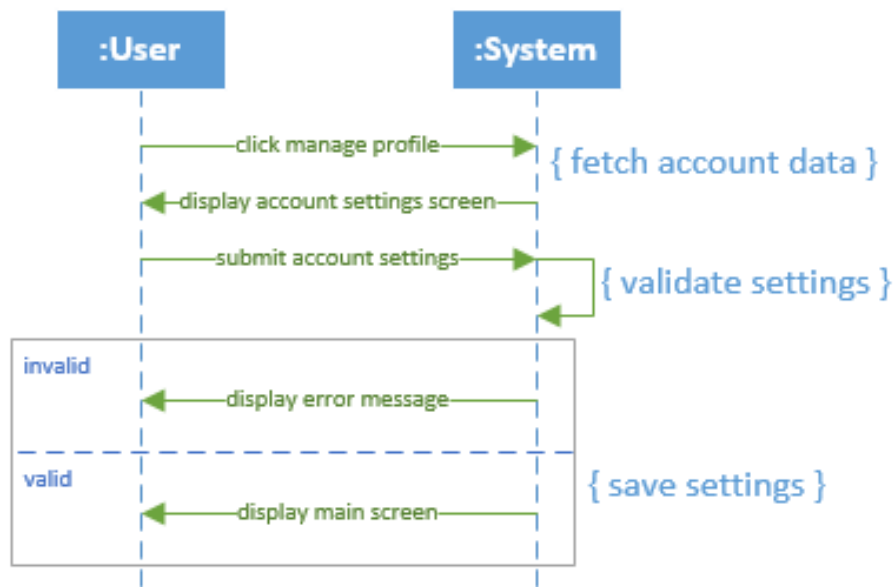 :User
:System
click manage profile
{ fetch account data }
display account settings screen
submit account settings
{ validate settings }
invalid
display error message
valid
{ save settings }
display main screen